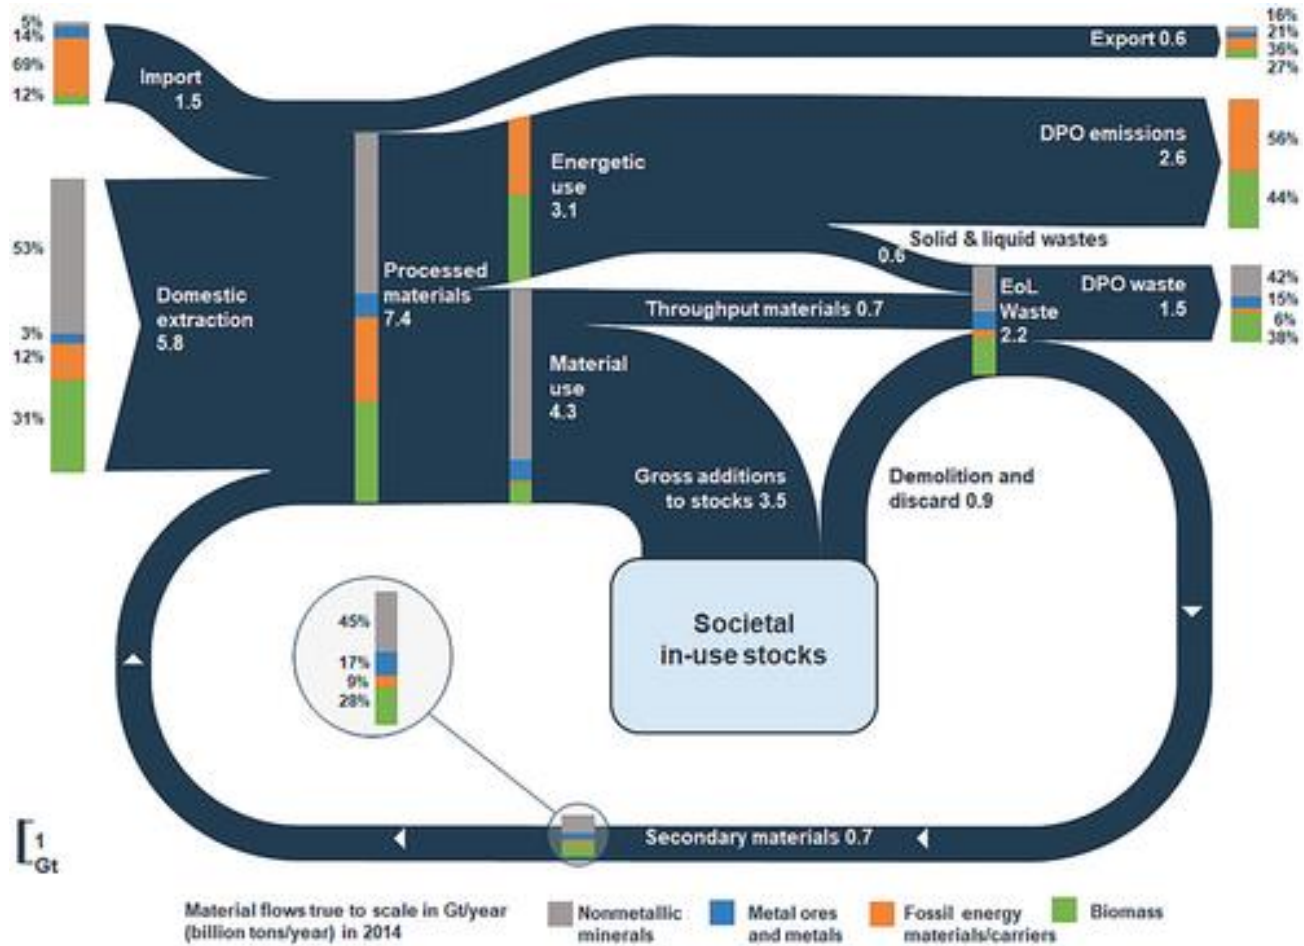 5%
14%
69%
12%
Import
1.5
Export 0.6
16%
21%
36%
27%
DPO emissions
2.6
56%
44%
Energetic
use
3.1
Solid & liquid wastes
0.6
53%
3%
12%
31%
Domestic
extraction
5.8
Processed
materials
7.4
Throughput materials 0.7
EoL
Waste
2.2
DPO waste
1.5
42%
15%
6%
38%
Material
use
4.3
Gross additions
to stocks 3.5
Demolition and
discard 0.9
Societal
in-use stocks
45%
17%
9%
28%
Secondary materials 0.7
1
Gt
Material flows true to scale in Gt/year
(billion tons/year) in 2014
Nonmetallic
minerals
Metal ores
and metals
Fossil energy
materials/carriers
Biomass